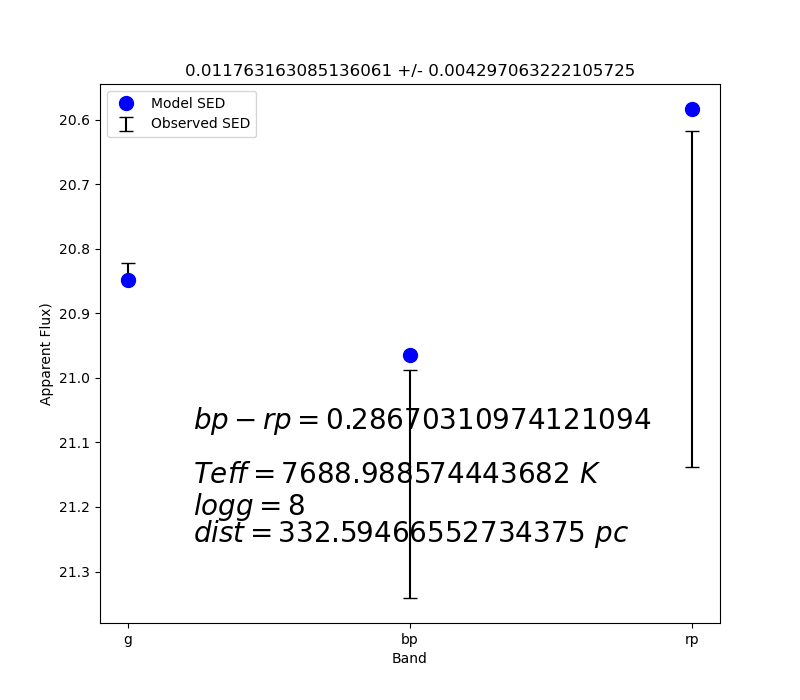 0.011763163085136061 +/- 0.004297063222105725
Model SED
Observed SED
20.6
20.7
20.8
20.9
21.0
21.1
21.2
21.3
Apparent Flux)
bp − rp = 0.28670310974121094
Teff = 7688.988574443682 K
logg = 8
dist = 332.59466552734375 pc
g
bp
rp
Band